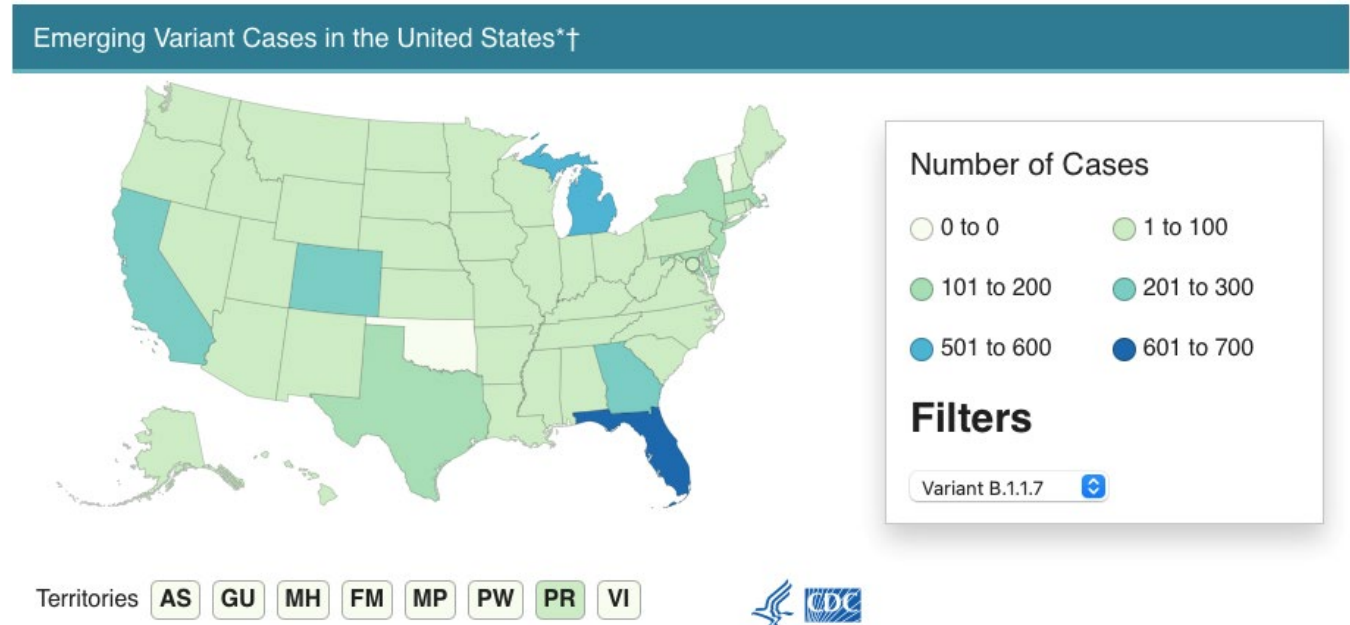 Emerging Variant Cases in the United States*†
Number of Cases
0 to 0
1 to 100
101 to 200
201 to 300
501 to 600
601 to 700
Filters
Variant B.1.1.7
Territories AS GU MH FM MP PW PR VI
CDC